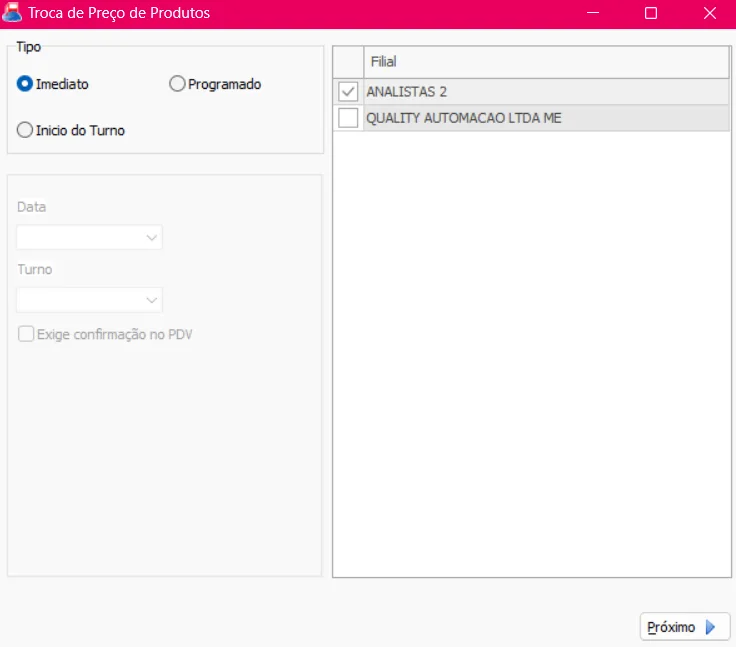 Troca de Preço de Produtos
Tipo
Imediato
Programado
Inicio do Turno
Data
Turno
Exige confirmação no PDV
Filial
ANALISTAS 2
QUALITY AUTOMACAO LTDA ME
Próximo